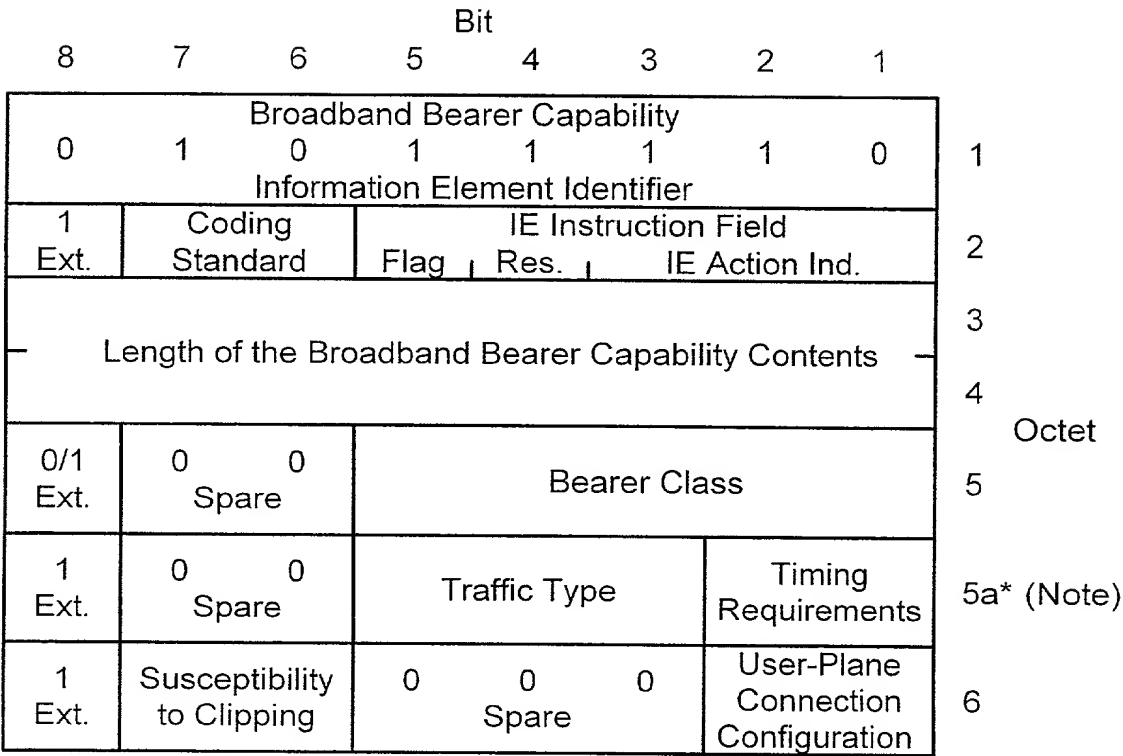 Bit
8 7 6 5 4 3 2 1
Broadband Bearer Capability
0 1 0 1 1 1 1 0 1
Information Element Identifier
1 Coding IE Instruction Field
Ext. Standard Flag Res. IE Action Ind. 2
3
Length of the Broadband Bearer Capability Contents
4
Octet
0/1 0 0 Bearer Class 5
Ext. Spare
1 0 0 Traffic Type Timing 5a* (Note)
Ext. Spare Requirements
1 Susceptibility 0 0 0 User-Plane
Ext. to Clipping Spare Connection 6
Configuration